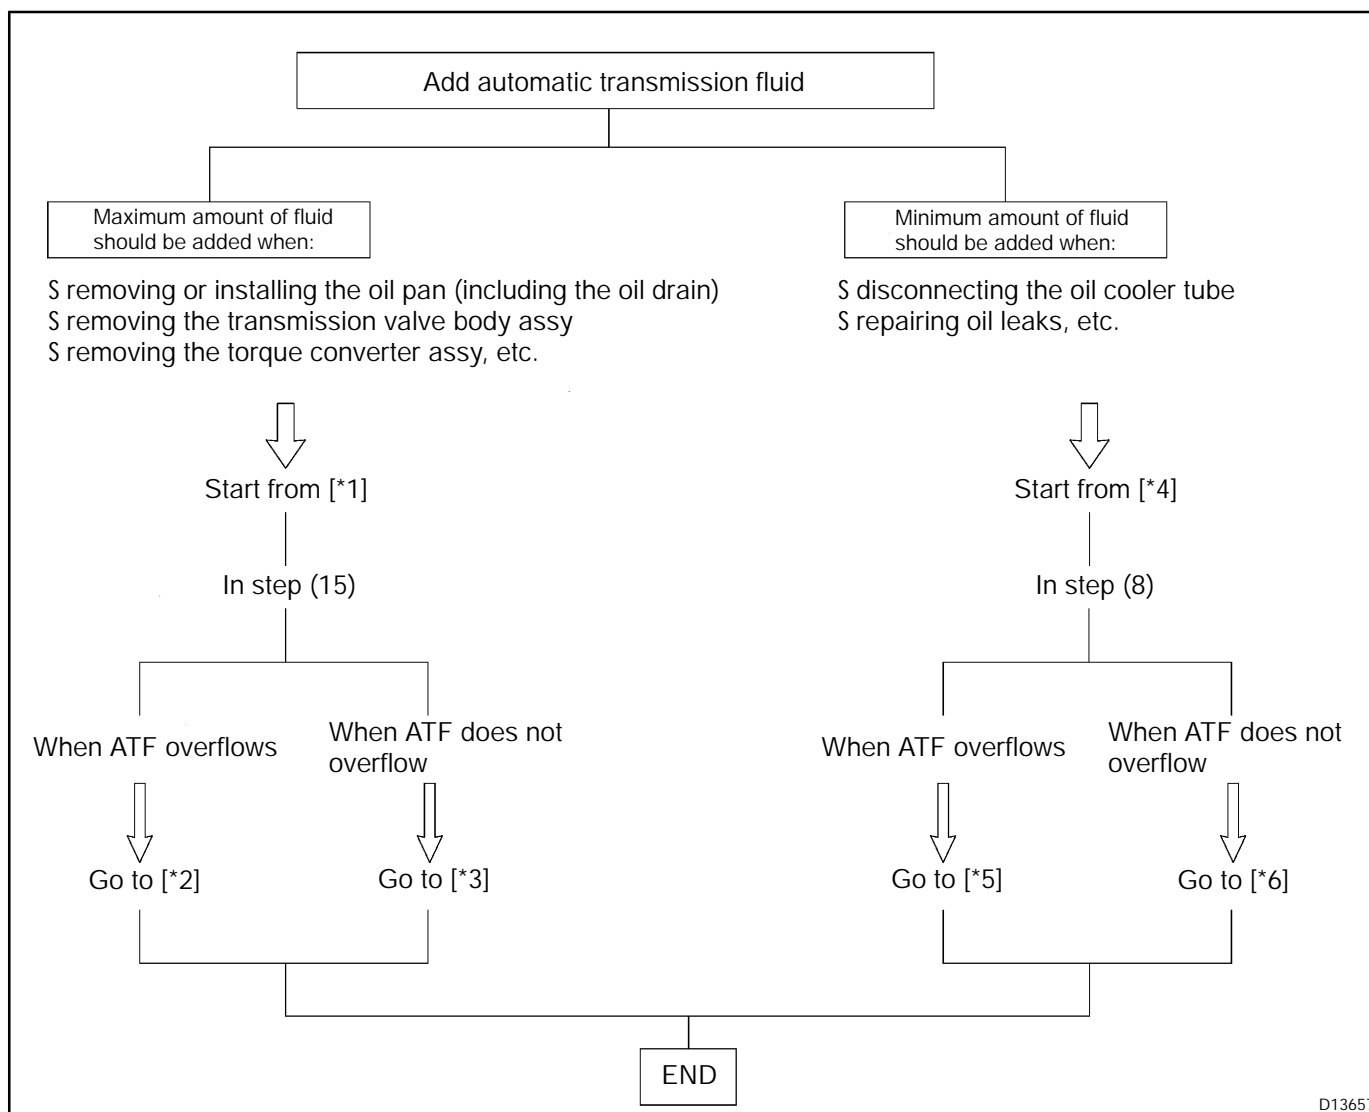 Add automatic transmission fluid
Maximum amount of fluid
should be added when:
S removing or installing the oil pan (including the oil drain)
S removing the transmission valve body assy
S removing the torque converter assy, etc.
Start from [*1]
In step (15)
When ATF overflows
When ATF does not
overflow
Go to [*2]
Go to [*3]
Minimum amount of fluid
should be added when:
S disconnecting the oil cooler tube
S repairing oil leaks, etc.
Start from [*4]
In step (8)
When ATF overflows
When ATF does not
overflow
Go to [*5]
Go to [*6]
END